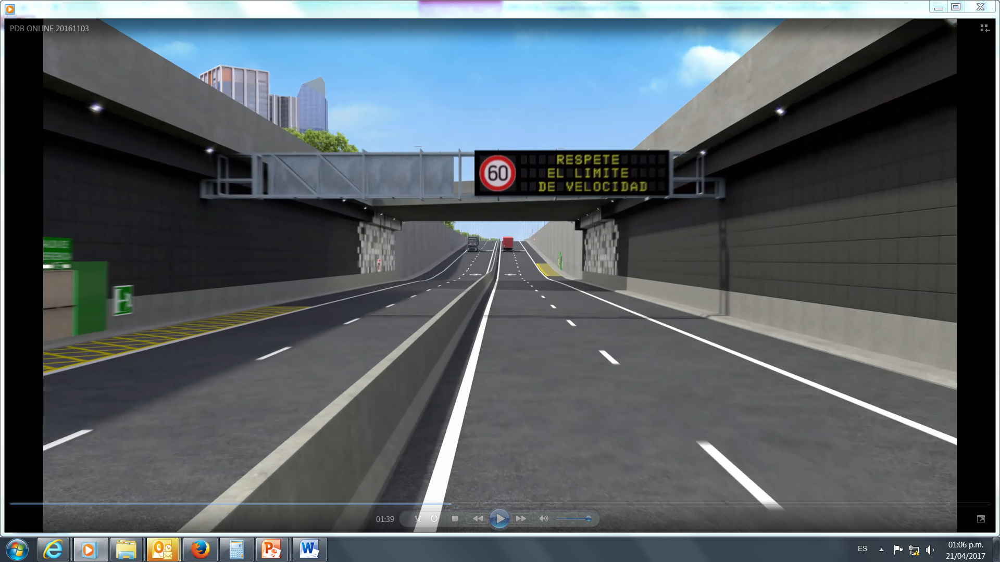 PDB ONLINE 20161103
60
RESPETE
EL LIMITE
DE VELOCIDAD
01:39
ES
01:06 p.m.
21/04/2017